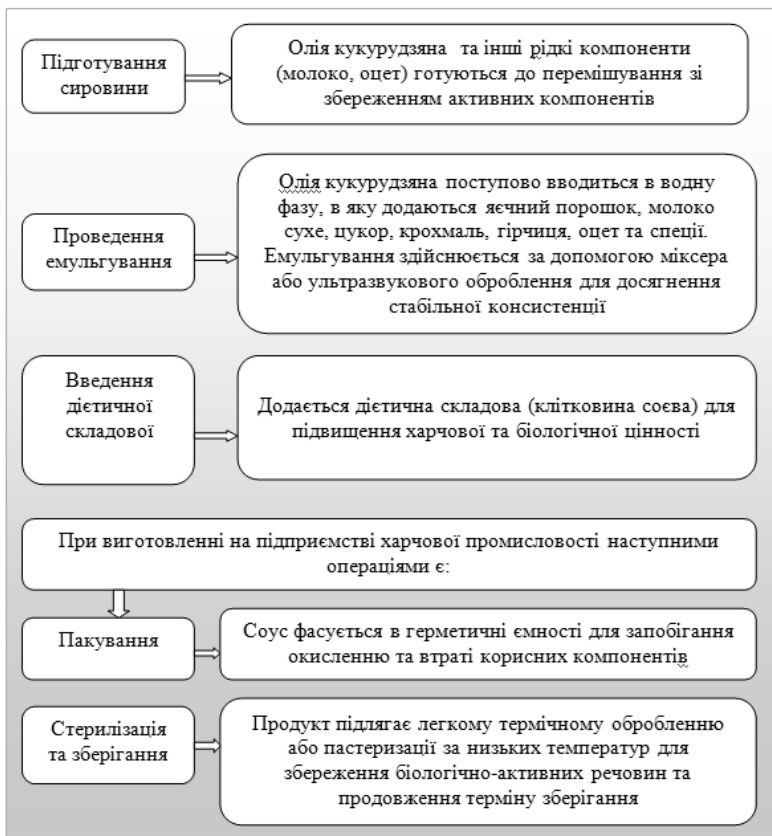 Підготування
сировини
Олія кукурудзяна та інші рідкі компоненти
(молоко, оцет) готуються до перемішування зі
збереженням активних компонентів
Проведення
емульгування
Олія кукурудзяна поступово вводиться в водну
фазу, в яку додаються яєчний порошок, молоко
сухе, цукор, крохмаль, гірчиця, оцет та спеції.
Емульгування здійснюється за допомогою міксера
або ультразвукового оброблення для досягнення
стабільної консистенції
Введення
дієтичної
складової
Додається дієтична складова (клітковина соєва) для
підвищення харчової та біологічної цінності
При виготовленні на підприємстві харчової промисловості наступними
операціями є:
Пакування
Соус фасується в герметичні ємності для запобігання
окисленню та втраті корисних компонентів
Стерилізація
та зберігання
Продукт підлягає легкому термічному обробленню
або пастеризації за низьких температур для
збереження біологічно-активних речовин та
продовження терміну зберігання